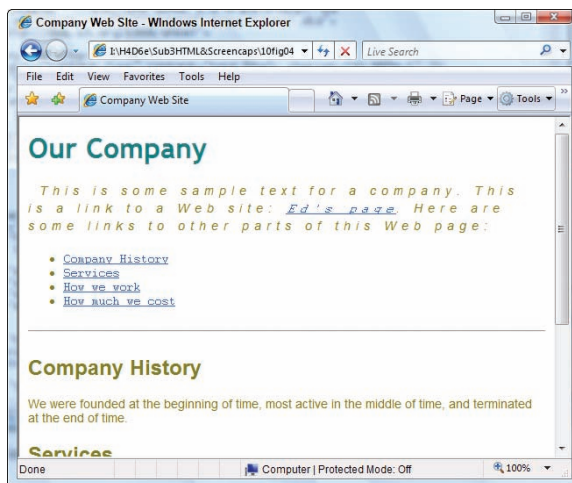 Company Web Site - Windows Internet Explorer
I:\H4D6e\Sub3HTML&Screencaps\10fig04
Live Search
File Edit View Favorites Tools Help
Company Web Site
Page
Tools
Our Company
This is some sample text for a company. This
is a link to a Web site: Ed's page. Here are
some links to other parts of this Web page:
• Company History
• Services
• How we work
• How much we cost
Company History
We were founded at the beginning of time, most active in the middle of time, and terminated
at the end of time.
Services
Done
Computer | Protected Mode: Off
100%